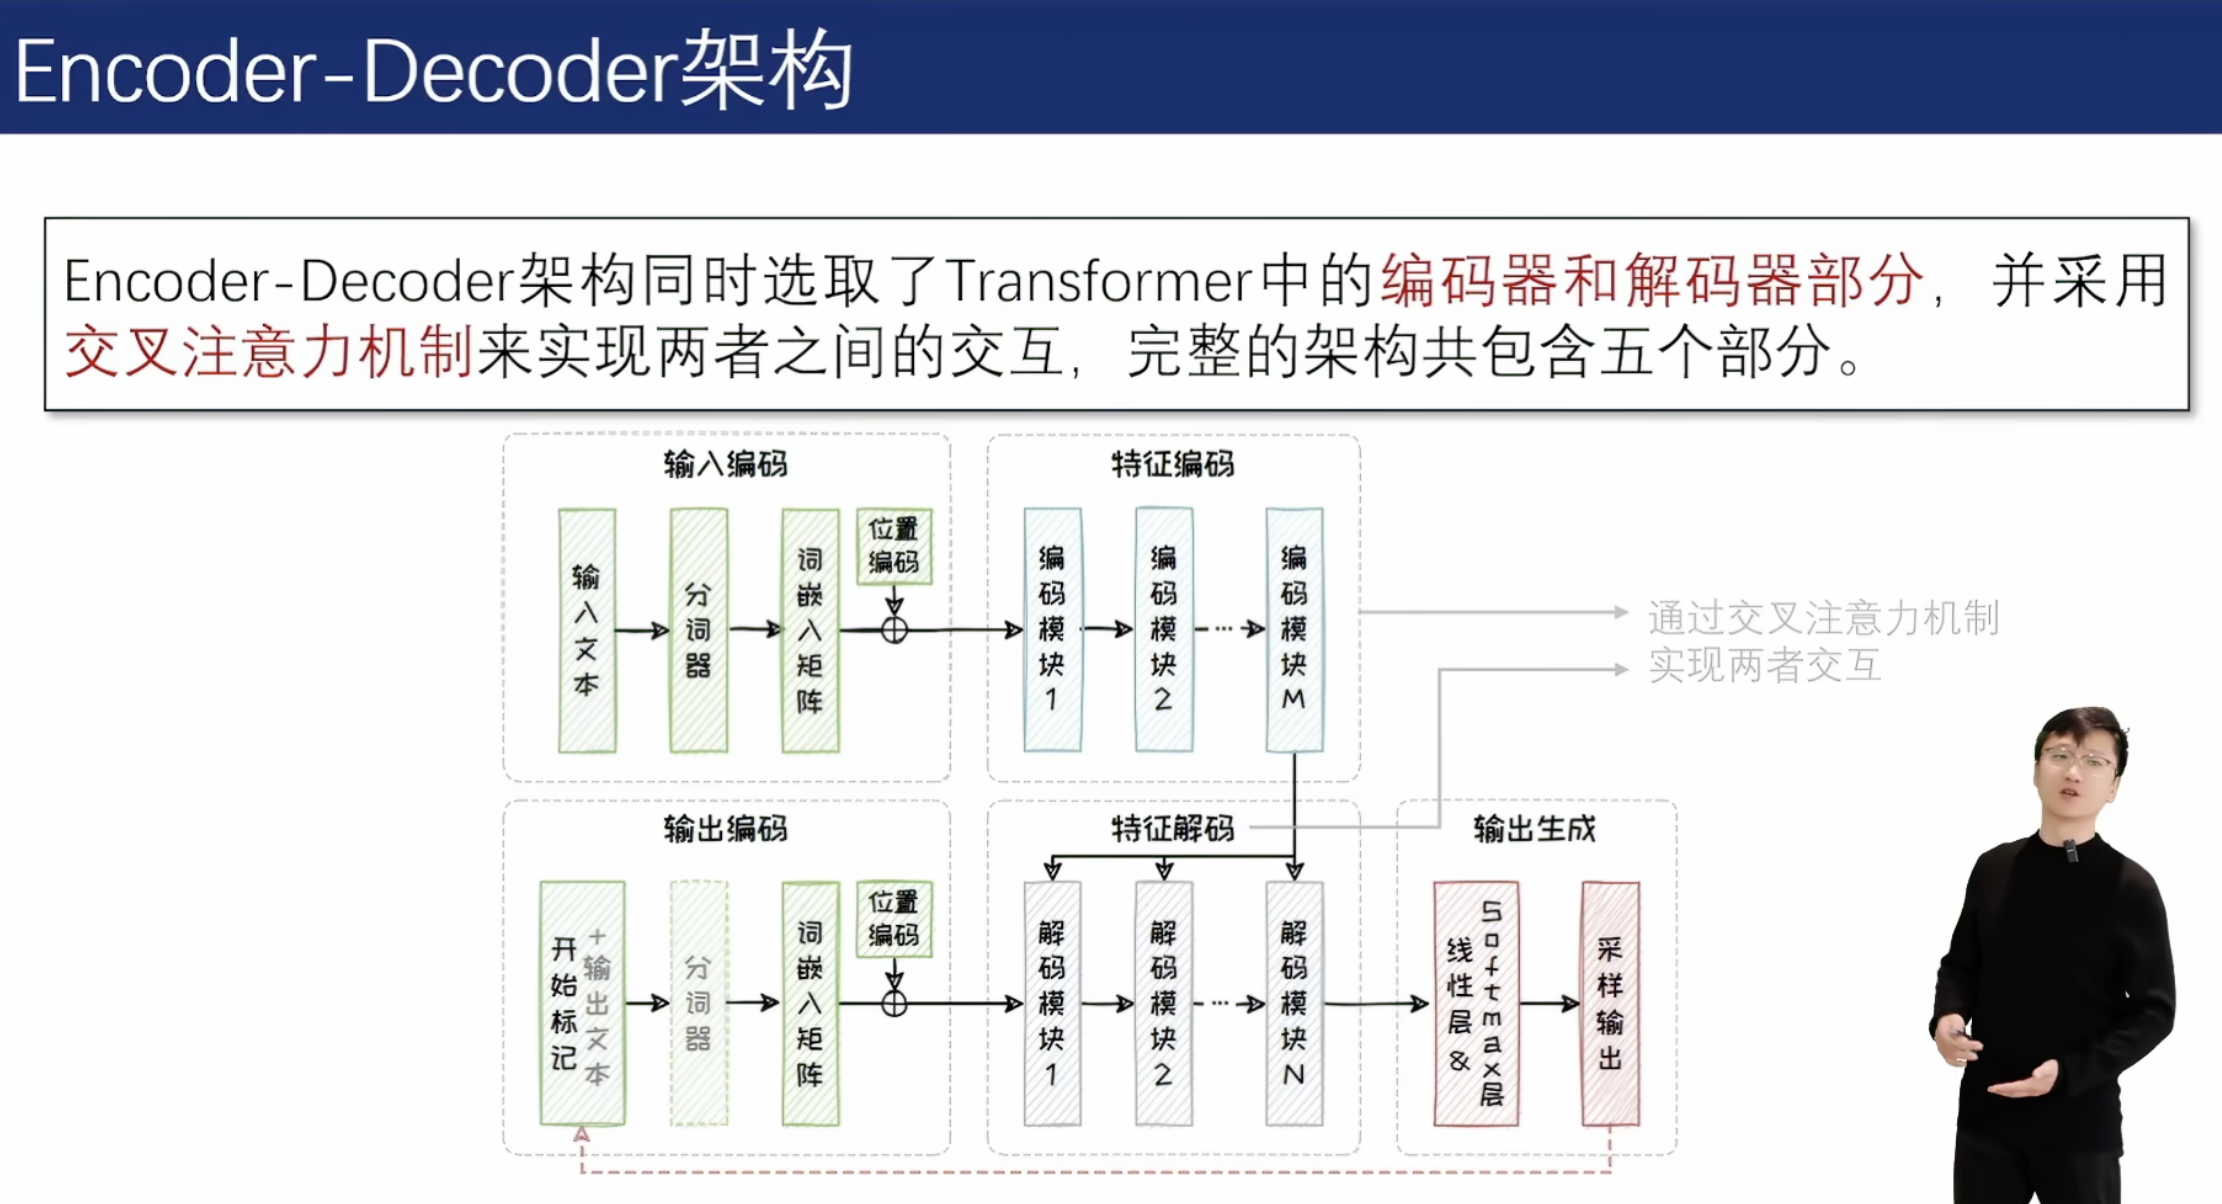 Encoder-Decoder架构
Encoder-Decoder架构同时选取了Transformer中的编码器和解码器部分，并采用
交叉注意力机制来实现两者之间的交互，完整的架构共包含五个部分。
输入编码
输入文本
分词器
词嵌入矩阵
位置
编码
特征编码
编码模块1
编码模块2
...
编码模块M
通过交叉注意力机制
实现两者交互
输出编码
开始标记
+输出文本
分词器
词嵌入矩阵
位置
编码
特征解码
解码模块1
解码模块2
...
解码模块N
输出生成
线性层&
Softmax层
采样输出